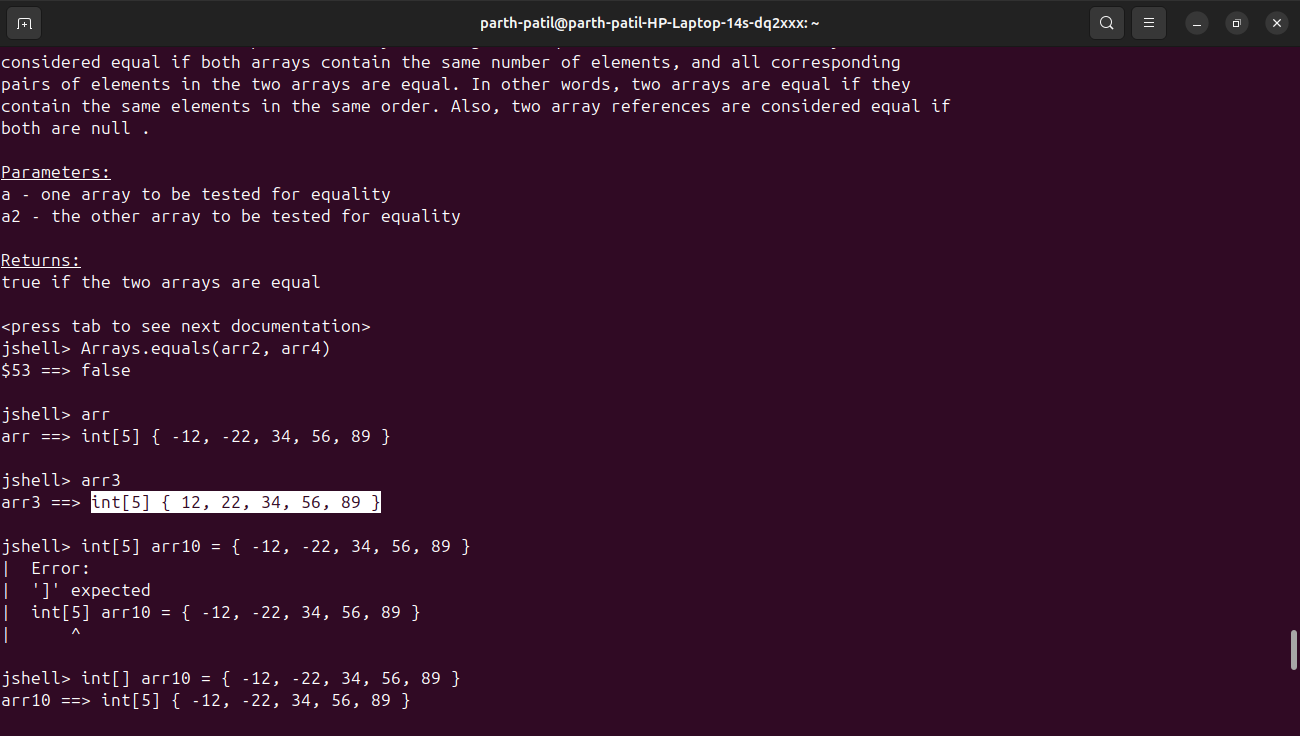 parth-patil@parth-patil-HP-Laptop-14s-dq2xxx: ~
considered equal if both arrays contain the same number of elements, and all corresponding
pairs of elements in the two arrays are equal. In other words, two arrays are equal if they
contain the same elements in the same order. Also, two array references are considered equal if
both are null .
Parameters:
a - one array to be tested for equality
a2 - the other array to be tested for equality
Returns:
true if the two arrays are equal
<press tab to see next documentation>
jshell> Arrays.equals(arr2, arr4)
$53 ==> false
jshell> arr
arr ==> int[5] { -12, -22, 34, 56, 89 }
jshell> arr3
arr3 ==> int[5] { 12, 22, 34, 56, 89 }
jshell> int[5] arr10 = { -12, -22, 34, 56, 89 }
|  Error:
|  ']' expected
|  int[5] arr10 = { -12, -22, 34, 56, 89 }
|      ^
jshell> int[] arr10 = { -12, -22, 34, 56, 89 }
arr10 ==> int[5] { -12, -22, 34, 56, 89 }